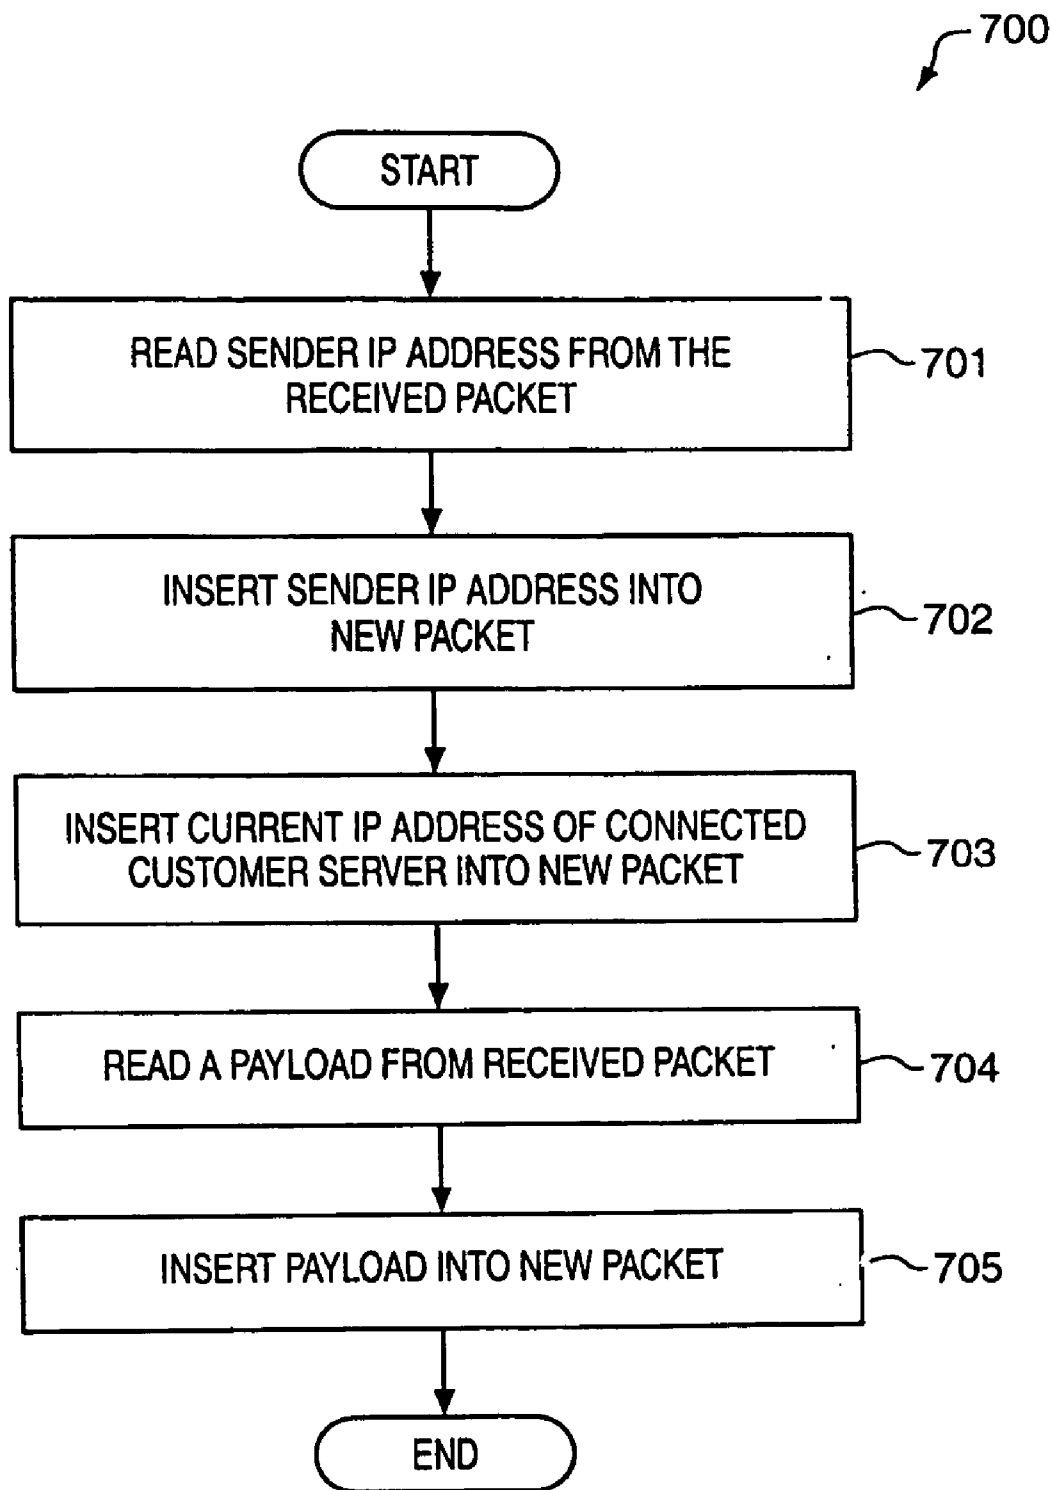 700
START
READ SENDER IP ADDRESS FROM THE
RECEIVED PACKET
701
INSERT SENDER IP ADDRESS INTO
NEW PACKET
702
INSERT CURRENT IP ADDRESS OF CONNECTED
CUSTOMER SERVER INTO NEW PACKET
703
READ A PAYLOAD FROM RECEIVED PACKET
704
INSERT PAYLOAD INTO NEW PACKET
705
END